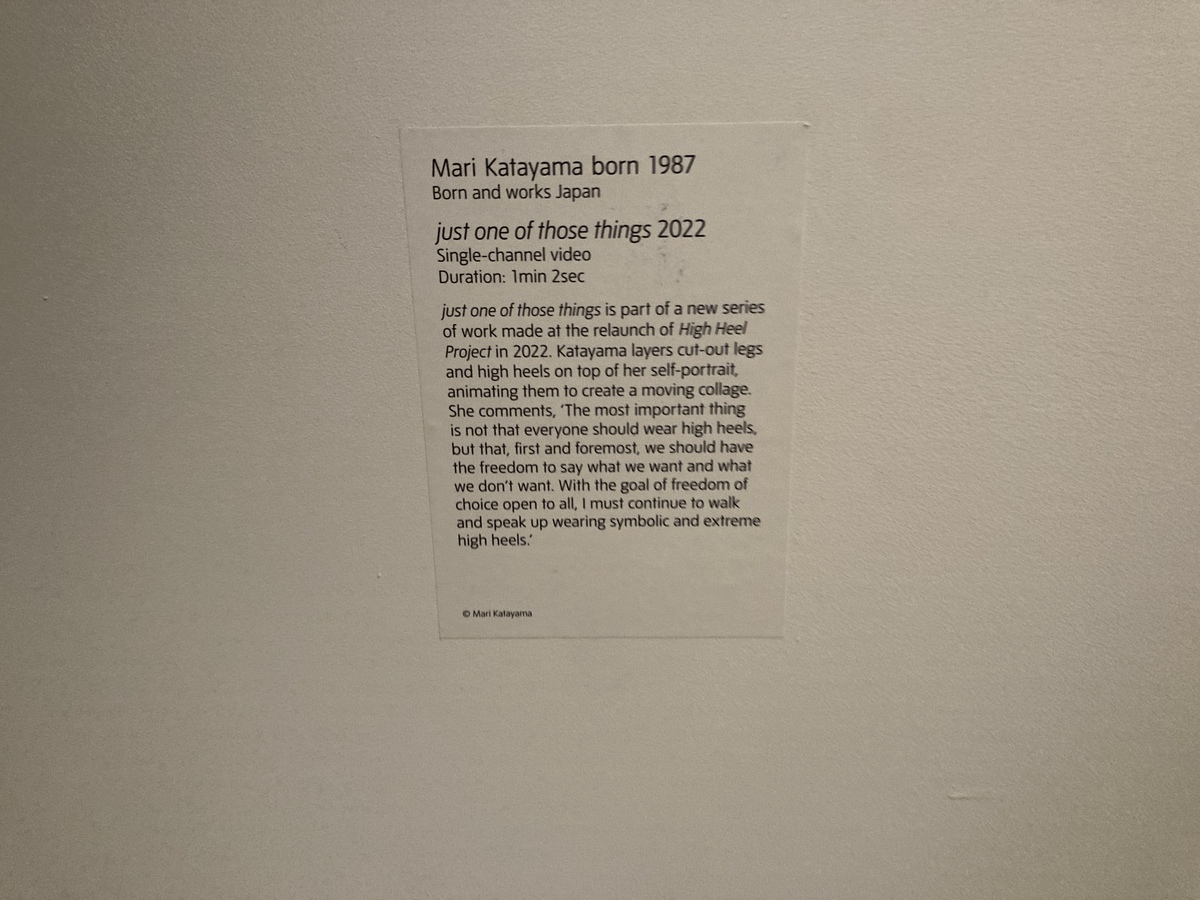 Mari Katayama born 1987
Born and works Japan
just one of those things 2022
Single-channel video
Duration: 1min 2sec
just one of those things is part of a new series
of work made at the relaunch of High Heel
Project in 2022. Katayama layers cut-out legs
and high heels on top of her self-portrait,
animating them to create a moving collage.
She comments, ‘The most important thing
is not that everyone should wear high heels,
but that, first and foremost, we should have
the freedom to say what we want and what
we don’t want. With the goal of freedom of
choice open to all, I must continue to walk
and speak up wearing symbolic and extreme
high heels.’
© Mari Katayama